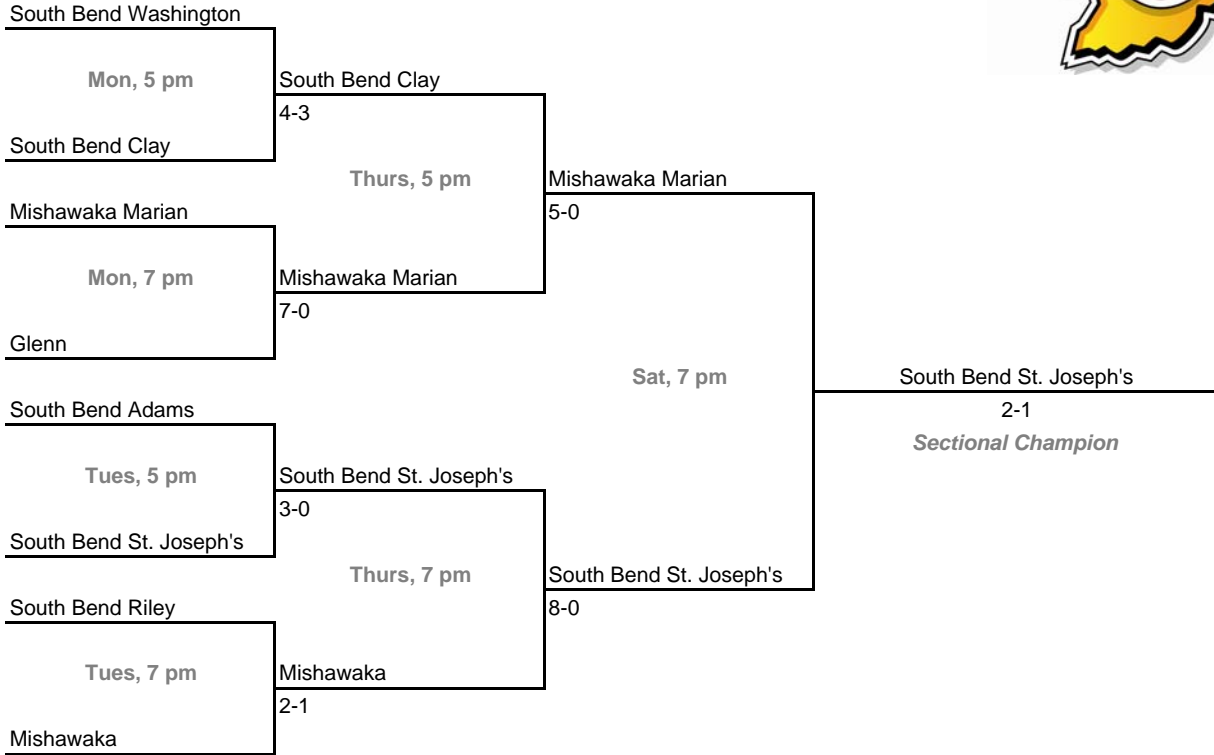 South Bend Washington
Mon, 5 pm
South Bend Clay
4-3
South Bend Clay
Thurs, 5 pm
Mishawaka Marian
5-0
Mishawaka Marian
Mon, 7 pm
Mishawaka Marian
7-0
Glenn
Sat, 7 pm
South Bend St. Joseph's
2-1
Sectional Champion
South Bend Adams
Tues, 5 pm
South Bend St. Joseph's
3-0
South Bend St. Joseph's
Thurs, 7 pm
South Bend St. Joseph's
8-0
South Bend Riley
Tues, 7 pm
Mishawaka
2-1
Mishawaka